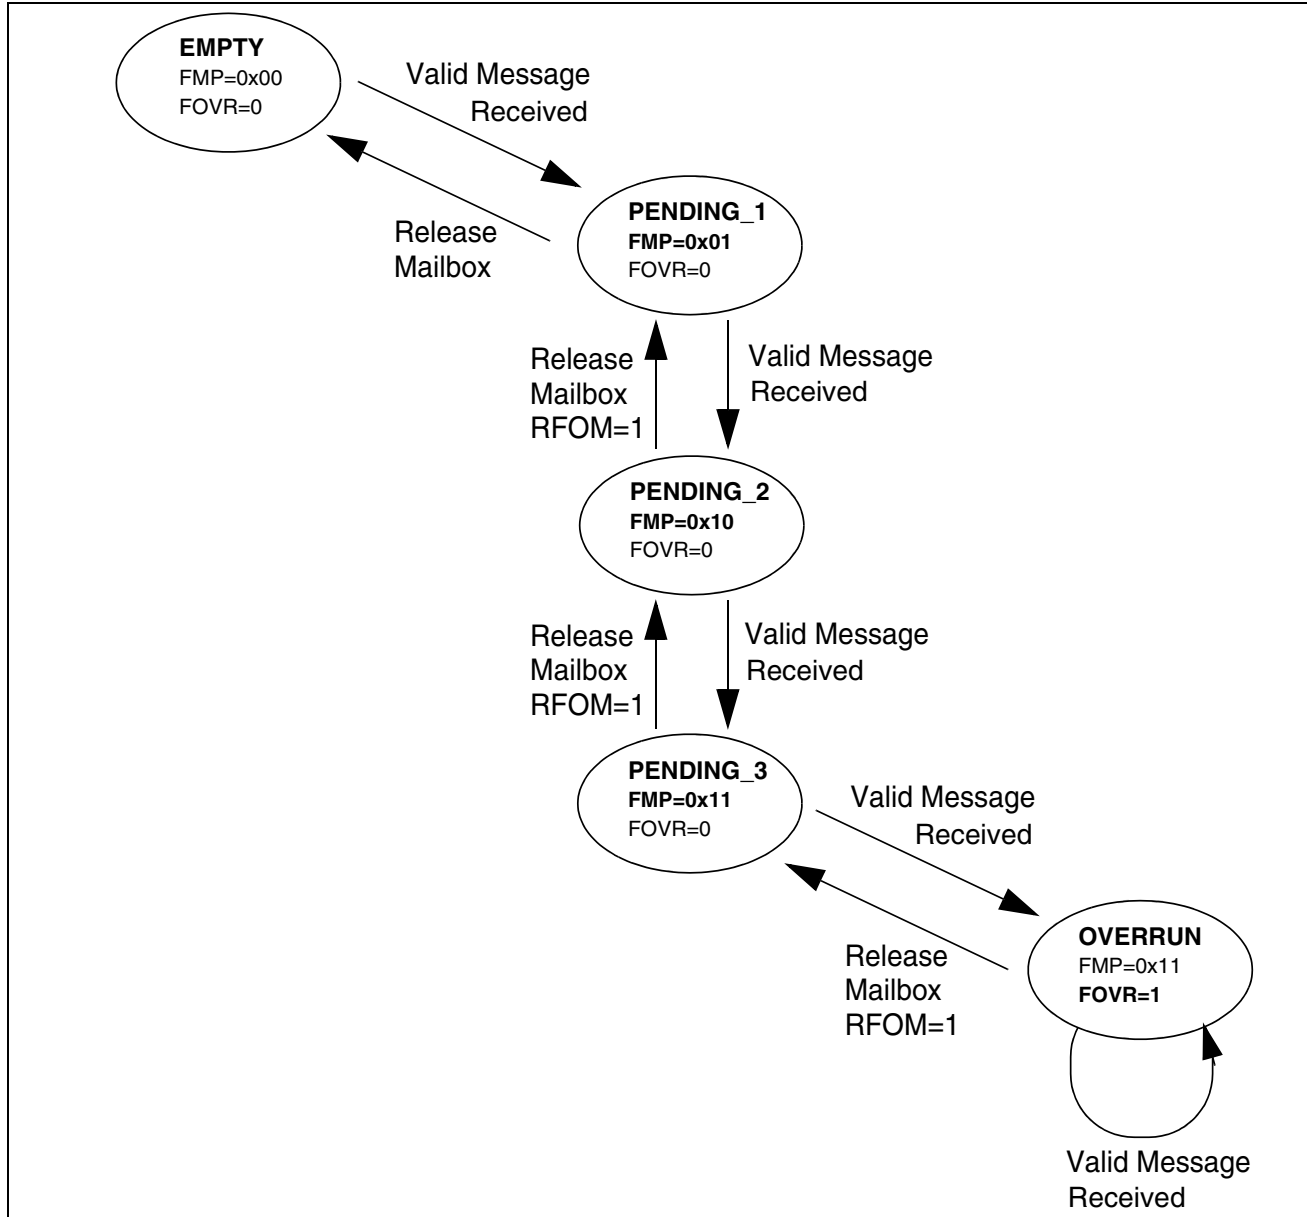 EMPTY
FMP=0x00
FOVR=0
Valid Message
Received
Release
Mailbox
PENDING_1
FMP=0x01
FOVR=0
Release
Mailbox
RFOM=1
Valid Message
Received
PENDING_2
FMP=0x10
FOVR=0
Release
Mailbox
RFOM=1
Valid Message
Received
PENDING_3
FMP=0x11
FOVR=0
Valid Message
Received
Release
Mailbox
RFOM=1
OVERRUN
FMP=0x11
FOVR=1
Valid Message
Received